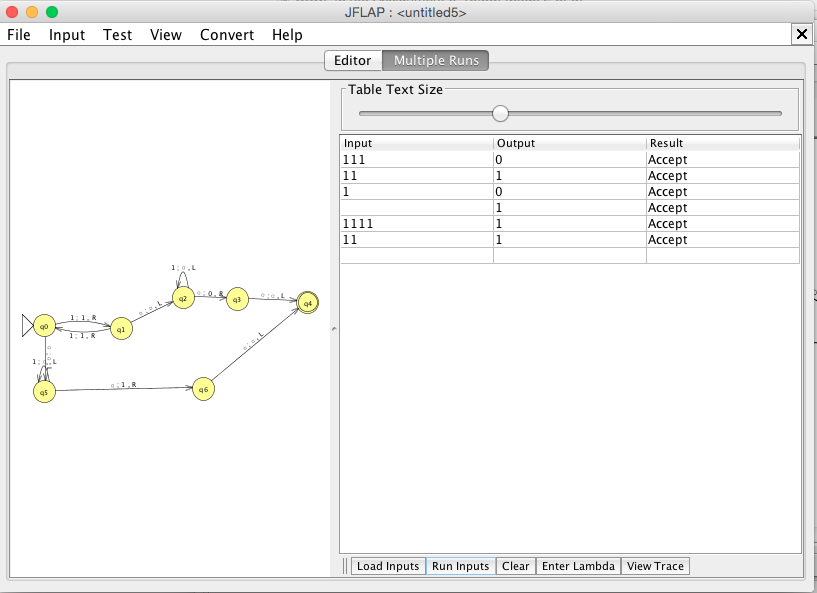 JFLAP : <untitled5>
File Input Test View Convert Help
Editor Multiple Runs
Table Text Size
Input Output Result
111 0 Accept
11 1 Accept
1 0 Accept
1 Accept
1111 1 Accept
11 1 Accept
1;□,L
q2
□;0,R
q3
□;□,L
q4
□;□,L
q0
1;1,R
q1
1;1,R
□;□,L
1;□,L
q5
□;1,R
q6
Load Inputs Run Inputs Clear Enter Lambda View Trace